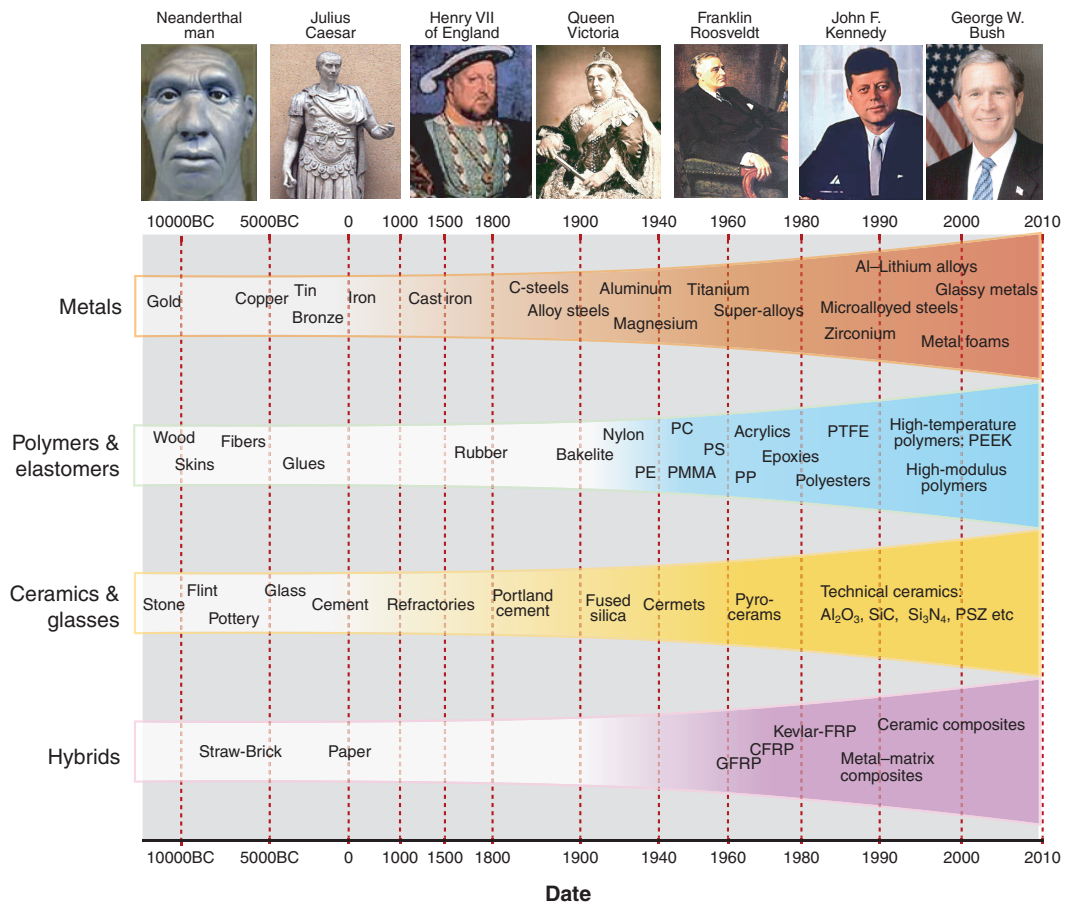 Neanderthal
man
Julius
Caesar
Henry VII
of England
Queen
Victoria
Franklin
Roosveldt
John F.
Kennedy
George W.
Bush
10000BC 5000BC 0 1000 1500 1800 1900 1940 1960 1980 1990 2000 2010
Metals
Gold
Copper
Tin
Bronze
Iron
Cast iron
C-steels
Alloy steels
Aluminum
Magnesium
Titanium
Super-alloys
Al–Lithium alloys
Glassy metals
Microalloyed steels
Zirconium
Metal foams
Polymers &
elastomers
Wood
Skins
Fibers
Glues
Rubber
Bakelite
Nylon
PE
PC
PS
PMMA
Acrylics
Epoxies
PP
PTFE
Polyesters
High-temperature
polymers: PEEK
High-modulus
polymers
Ceramics &
glasses
Stone
Flint
Pottery
Glass
Cement
Refractories
Portland
cement
Fused
silica
Cermets
Pyro-
cerams
Technical ceramics:
Al₂O₃, SiC, Si₃N₄, PSZ etc
Hybrids
Straw-Brick
Paper
GFRP
CFRP
Kevlar-FRP
Ceramic composites
Metal–matrix
composites
10000BC 5000BC 0 1000 1500 1800 1900 1940 1960 1980 1990 2000 2010
Date